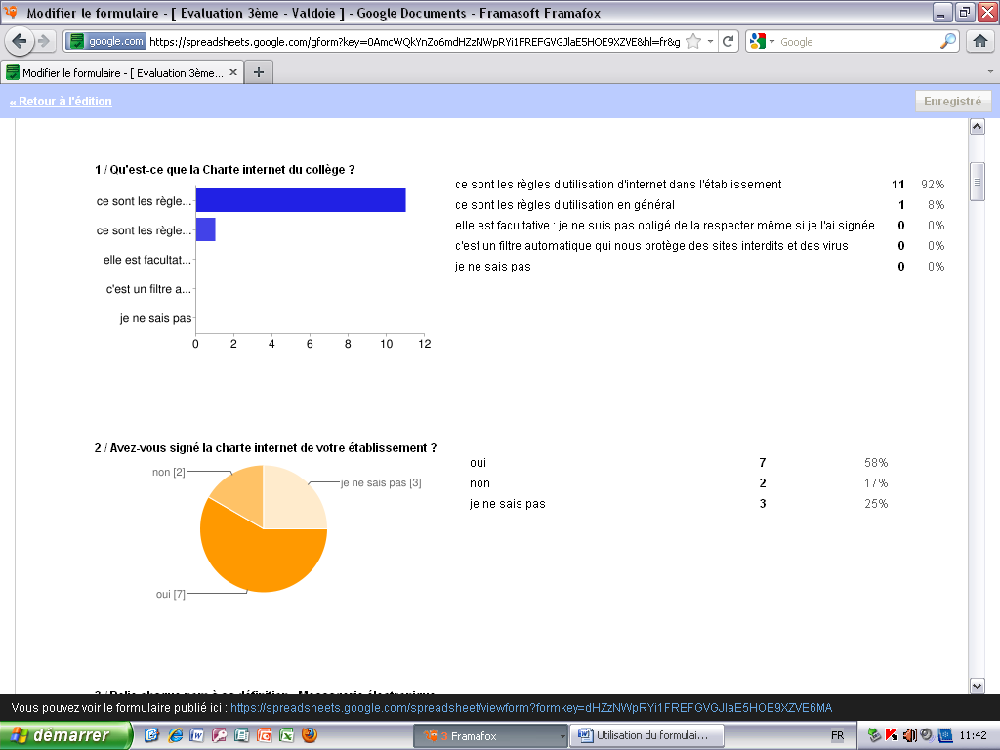 Modifier le formulaire - [ Evaluation 3ème - Valdoie ] - Google Documents - Framasoft Framafox
google.com https://spreadsheets.google.com/gform?key=0AmcWQkYnZo6mdHZzNWpRYi1FREFGVGJlaE5HOE9XZVE&hl=fr&g
Google
Modifier le formulaire - [ Evaluation 3ème...
« Retour à l'édition
Enregistré
1 / Qu'est-ce que la Charte internet du collège ?
ce sont les règle...
ce sont les règle...
elle est facultat...
c'est un filtre a...
je ne sais pas
0 2 4 6 8 10 12
ce sont les règles d'utilisation d'internet dans l'établissement 11 92%
ce sont les règles d'utilisation en général 1 8%
elle est facultative : je ne suis pas obligé de la respecter même si je l'ai signée 0 0%
c'est un filtre automatique qui nous protège des sites interdits et des virus 0 0%
je ne sais pas 0 0%
2 / Avez-vous signé la charte internet de votre établissement ?
non [2]
je ne sais pas [3]
oui [7]
oui 7 58%
non 2 17%
je ne sais pas 3 25%
Vous pouvez voir le formulaire publié ici : https://spreadsheets.google.com/spreadsheet/viewform?formkey=dHZzNWpRYi1FREFGVGJlaE5HOE9XZVE6MA
démarrer
3 Framafox
Utilisation du formulai...
FR
11:42